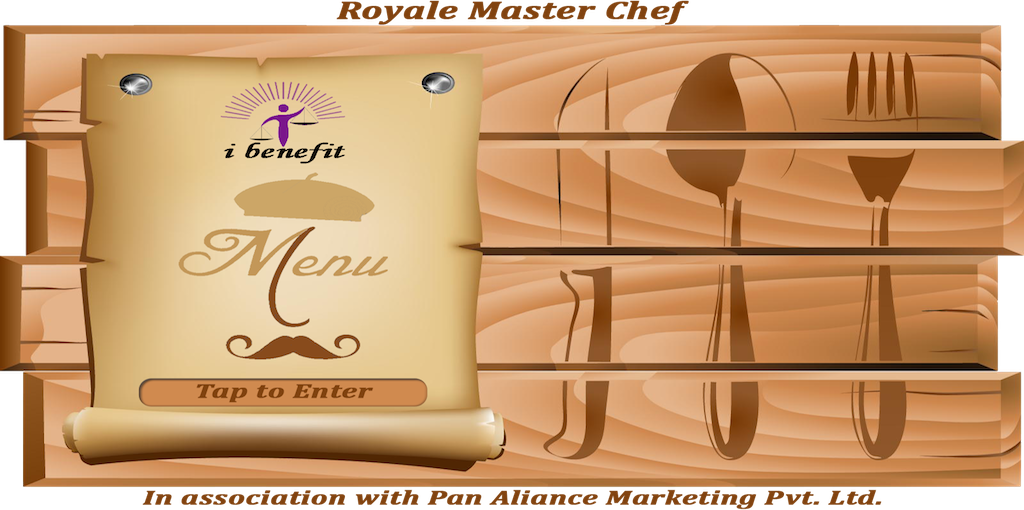 Royale Master Chef
i benefit
Menu
Tap to Enter
In association with Pan Aliance Marketing Pvt. Ltd.